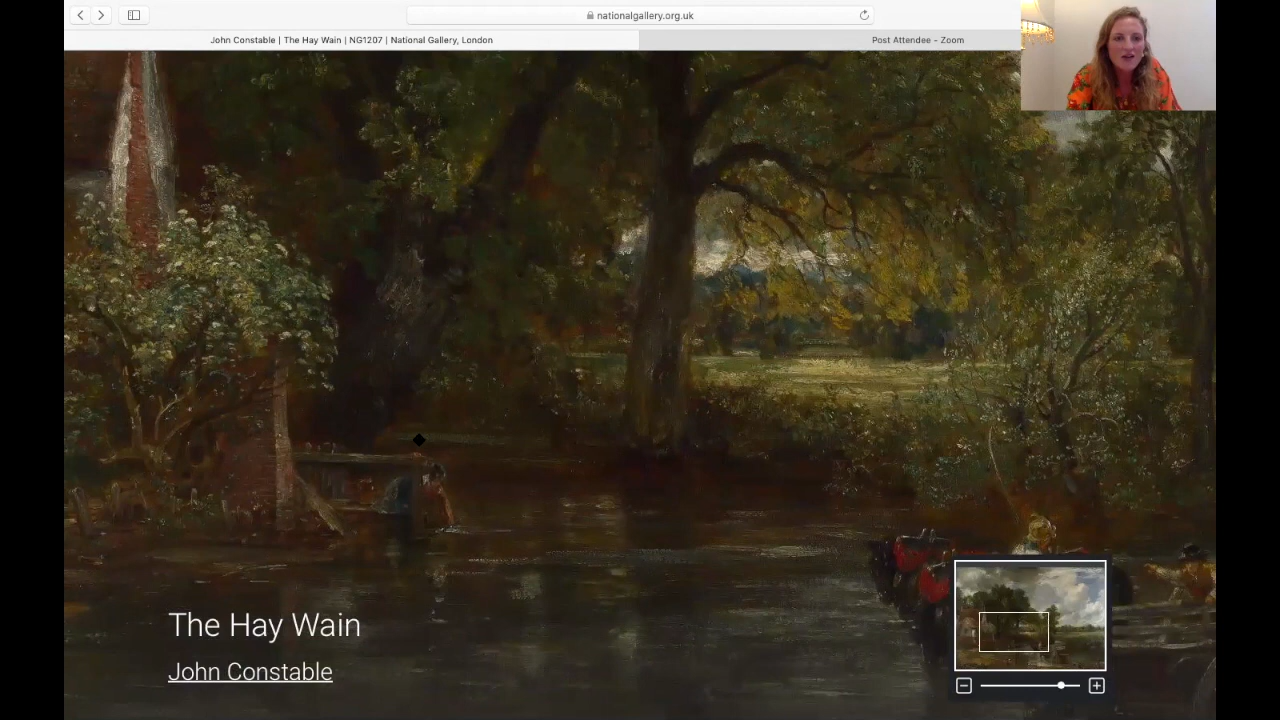 nationalgallery.org.uk
John Constable | The Hay Wain | NG1207 | National Gallery, London
Post Attendee - Zoom
The Hay Wain
John Constable